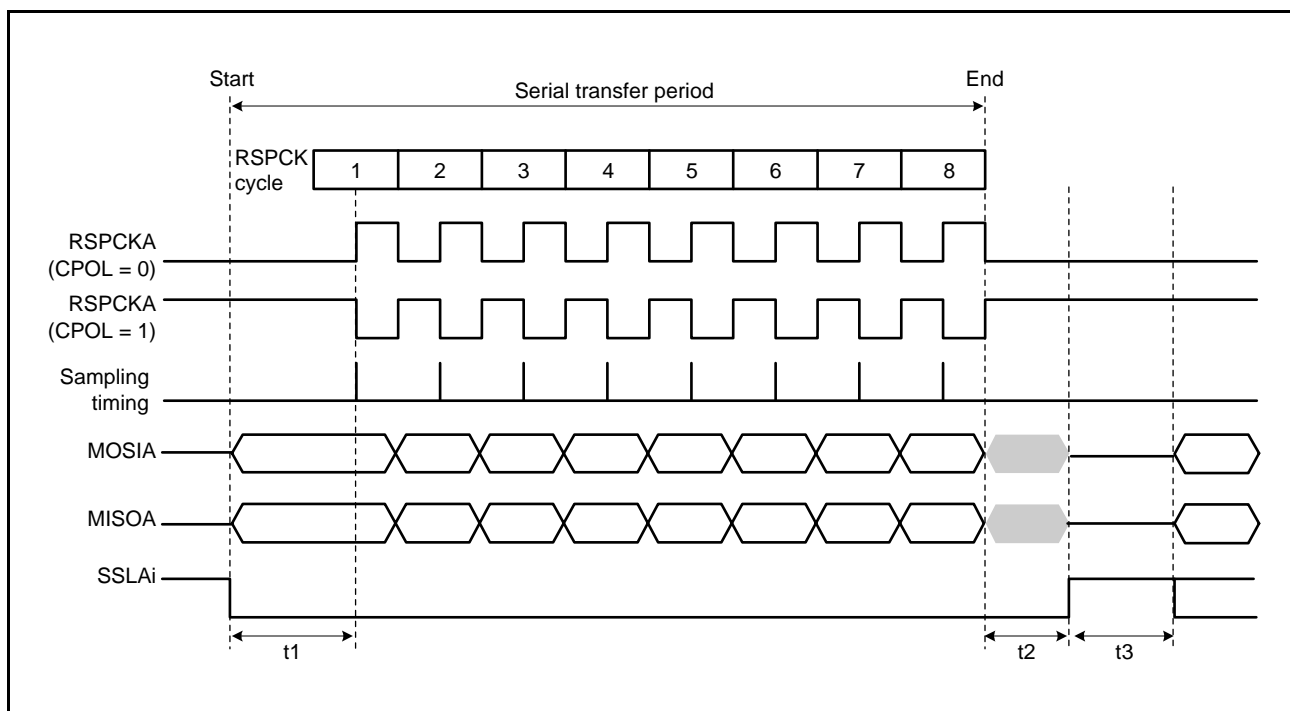 Start
End
Serial transfer period
RSPCK
cycle
1 2 3 4 5 6 7 8
RSPCKA
(CPOL = 0)
RSPCKA
(CPOL = 1)
Sampling
timing
MOSIA
MISOA
SSLAi
t1
t2
t3